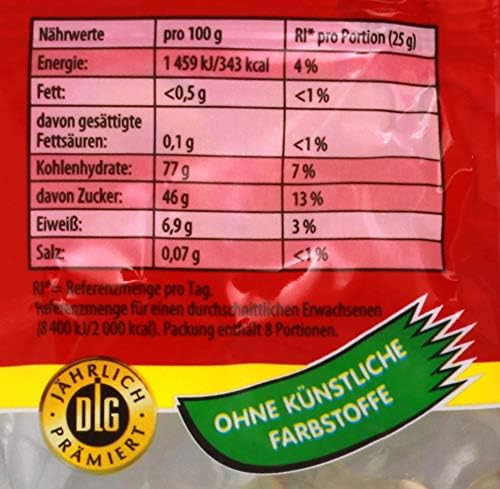 Nährwerte pro 100 g RI* pro Portion (25 g)
Energie: 1 459 kJ/343 kcal 4 %
Fett: <0,5 g <1 %
davon gesättigte
Fettsäuren: 0,1 g <1 %
Kohlenhydrate: 77 g 7 %
davon Zucker: 46 g 13 %
Eiweiß: 6,9 g 3 %
Salz: 0,07 g <1 %
RI*= Referenzmenge pro Tag.
*Referenzmenge für einen durchschnittlichen Erwachsenen
(8 400 kJ/2 000 kcal). Packung enthält 8 Portionen.
JÄHRLICH
DLG
PRÄMIERT
OHNE KÜNSTLICHE
FARBSTOFFE